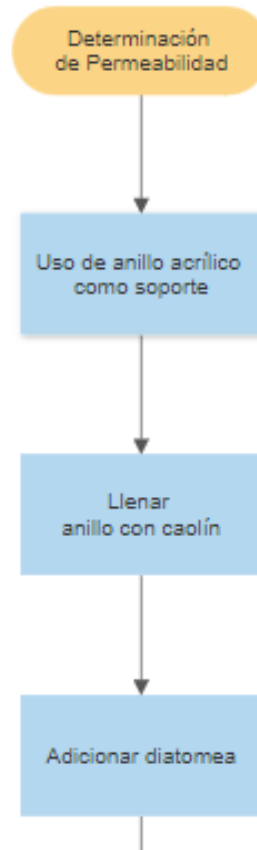 Determinación
de Permeabilidad
Uso de anillo acrílico
como soporte
Llenar
anillo con caolín
Adicionar diatomea